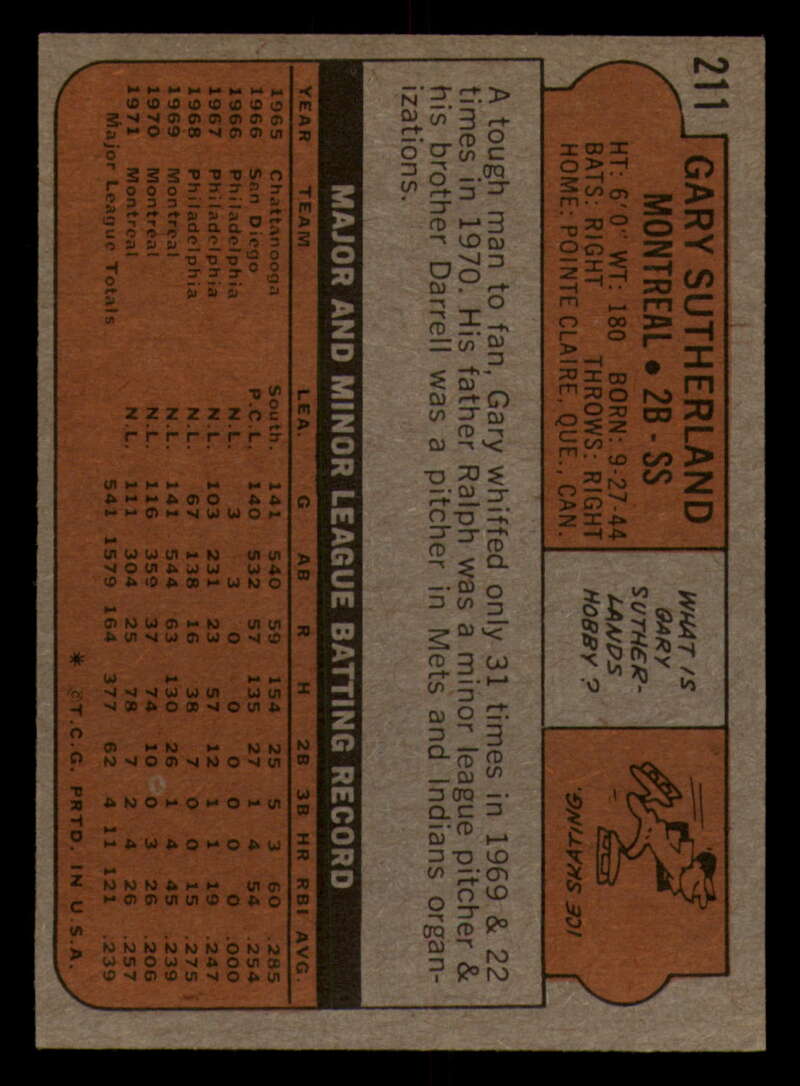 211
GARY SUTHERLAND
MONTREAL • 2B-SS
HT: 6'0" WT: 180 BORN: 9-27-44
BATS: RIGHT THROWS: RIGHT
HOME: POINTE CLAIRE, QUE., CAN.
WHAT IS
GARY
SUTHER-
LANDS
HOBBY?
ICE SKATING.
A tough man to fan, Gary whiffed only 31 times in 1969 & 22
times in 1970. His father Ralph was a minor league pitcher &
his brother Darrell was a pitcher in Mets and Indians organ-
izations.
MAJOR AND MINOR LEAGUE BATTING RECORD
YEAR TEAM LEA. G AB R H 2B 3B HR RBI AVG.
1965 Chattanooga South. 141 540 59 154 25 5 3 60 .285
1966 San Diego P.C.L. 140 532 57 135 27 1 4 54 .254
1966 Philadelphia N.L. 3 3 0 0 0 0 0 0 .000
1967 Philadelphia N.L. 103 231 23 57 12 1 1 19 .247
1968 Philadelphia N.L. 67 138 16 38 7 0 0 15 .275
1969 Montreal N.L. 141 544 63 130 26 1 4 45 .239
1970 Montreal N.L. 116 359 37 74 10 0 3 26 .206
1971 Montreal N.L. 111 304 25 78 7 2 4 26 .257
Major League Totals 541 1579 164 377 62 4 11 121 .239
* ©T.C.G. PRTD. IN U.S.A.